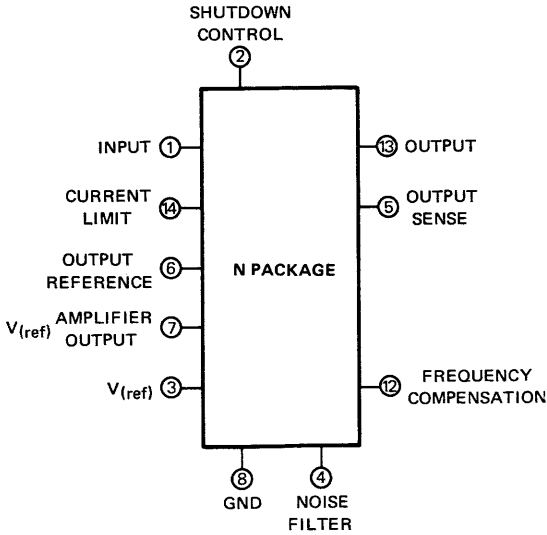 SHUTDOWN
CONTROL
2
INPUT 1
13 OUTPUT
CURRENT
LIMIT
14
5
OUTPUT
SENSE
OUTPUT
REFERENCE
6
N PACKAGE
V(ref) AMPLIFIER
OUTPUT
7
V(ref) 3
12
FREQUENCY
COMPENSATION
8
GND
4
NOISE
FILTER